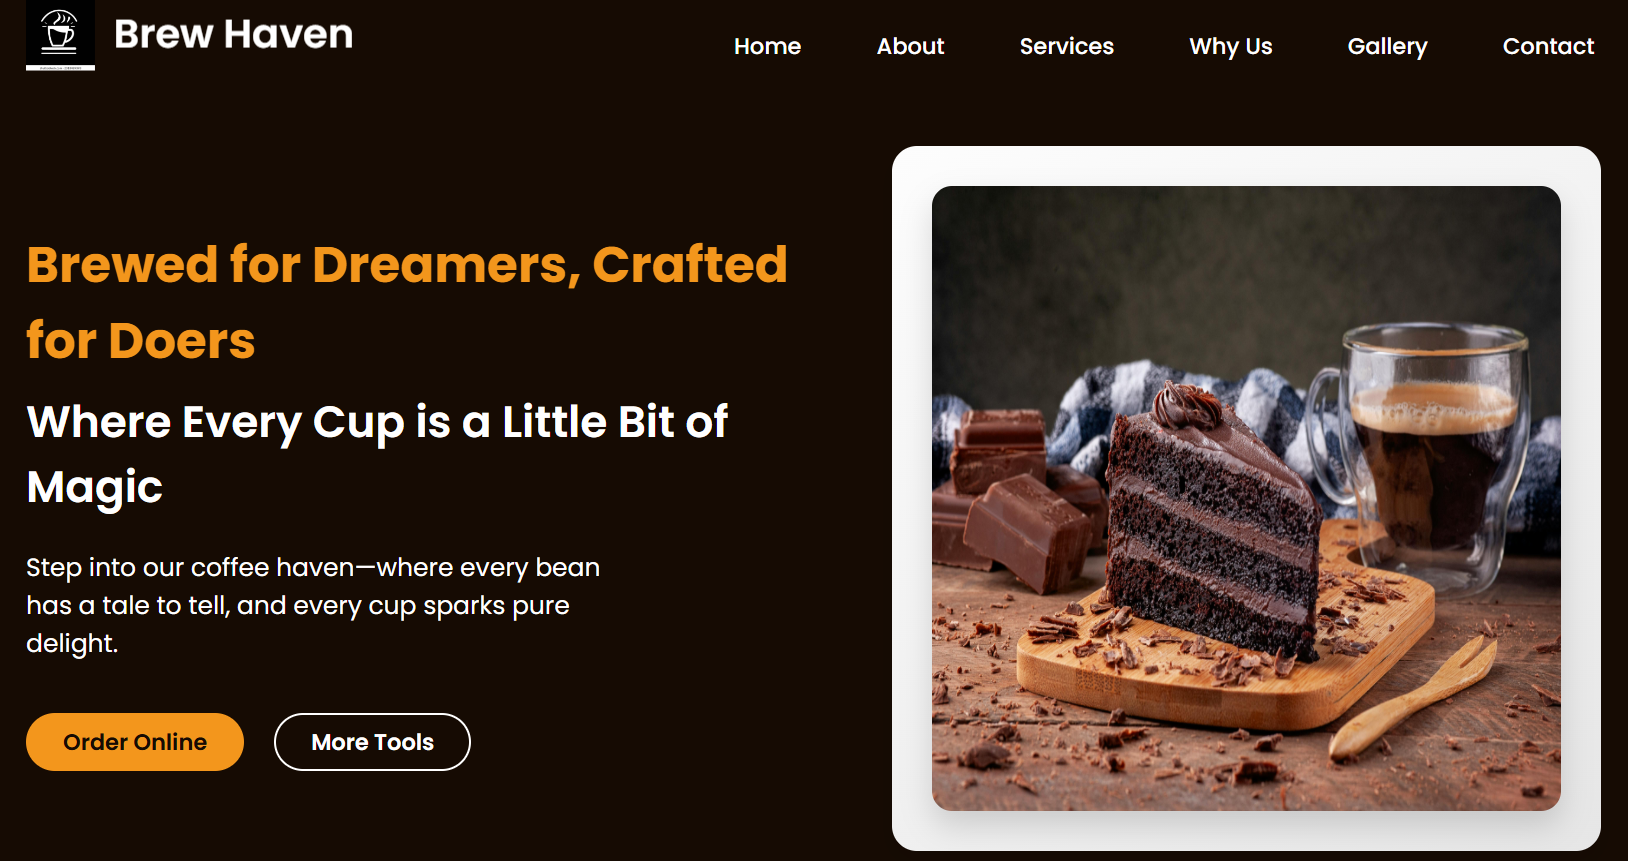 Brew Haven
Home About Services Why Us Gallery Contact
Brewed for Dreamers, Crafted
for Doers
Where Every Cup is a Little Bit of
Magic
Step into our coffee haven—where every bean
has a tale to tell, and every cup sparks pure
delight.
Order Online
More Tools